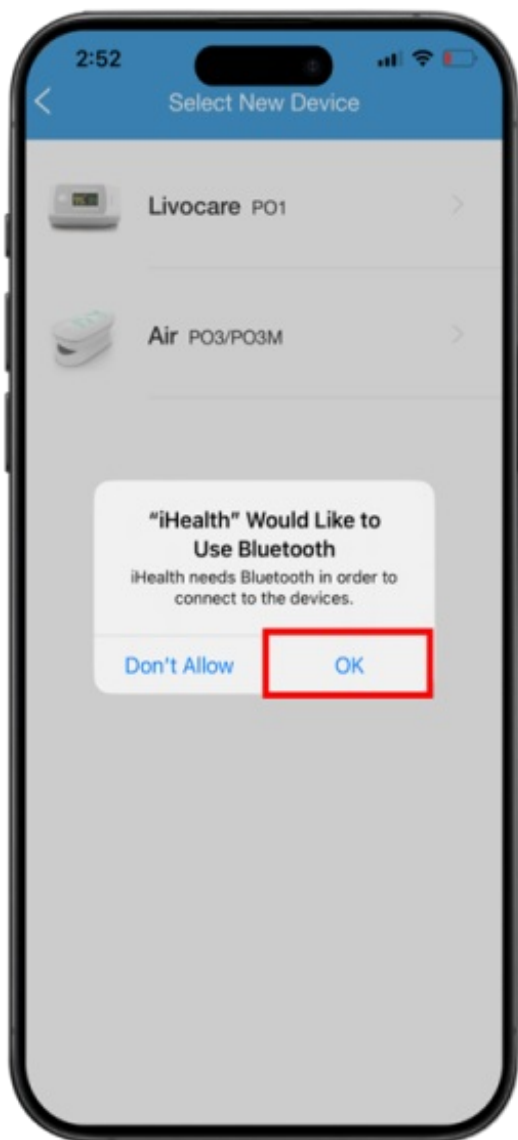 2:52
Select New Device
Livocare PO1
Air PO3/PO3M
“iHealth” Would Like to
Use Bluetooth
iHealth needs Bluetooth in order to
connect to the devices.
Don't Allow
OK